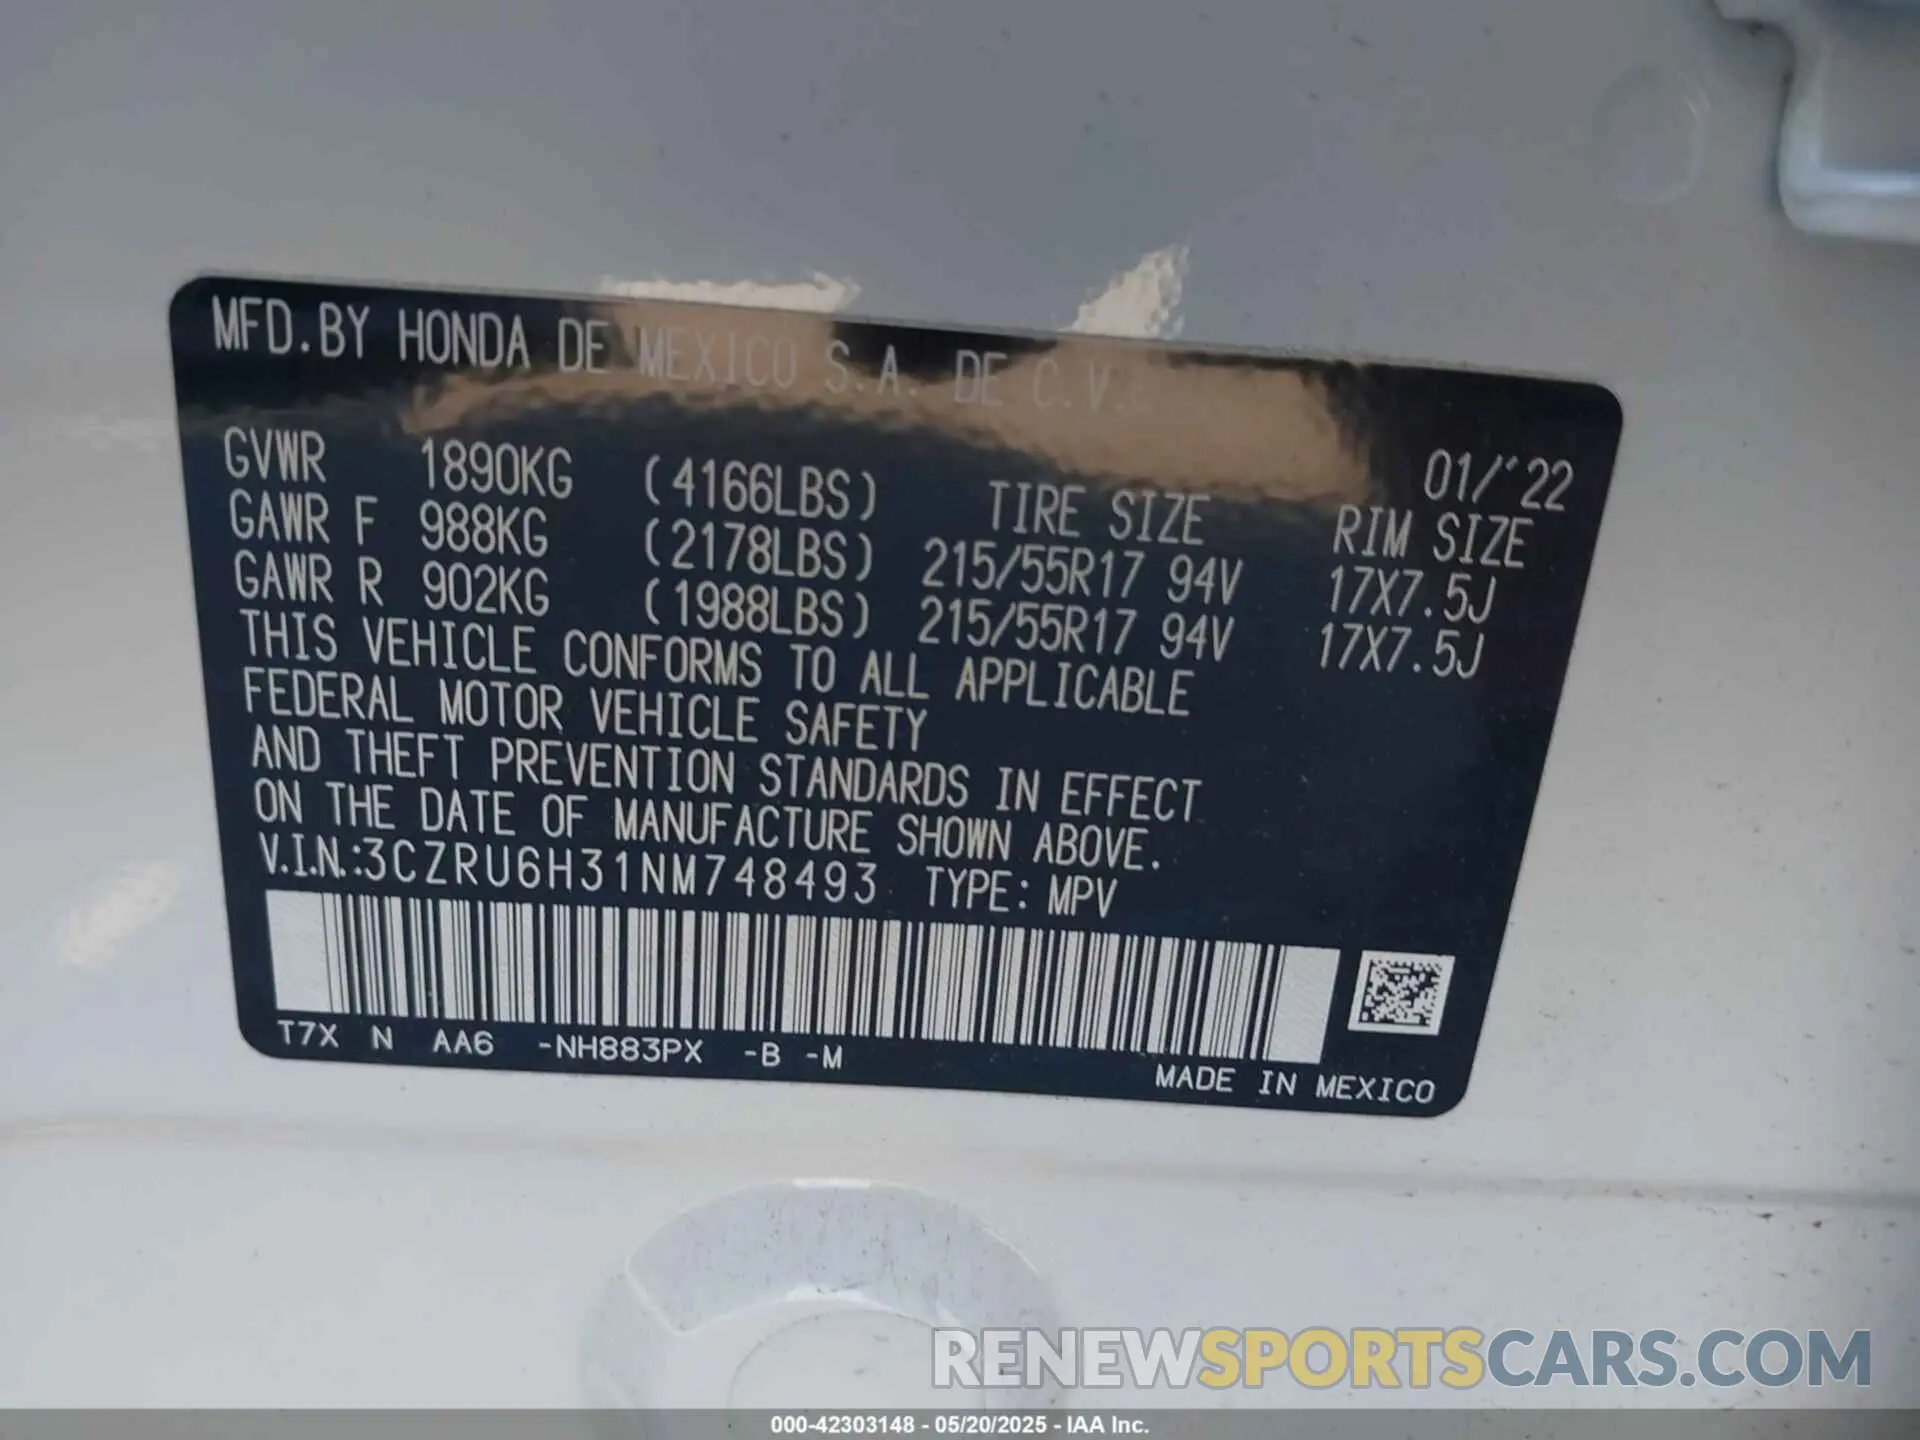 MFD.BY HONDA DE MEXICO S.A. DE C.V.
01/'22
GVWR 1890KG (4166LBS) TIRE SIZE RIM SIZE
GAWR F 988KG (2178LBS) 215/55R17 94V 17X7.5J
GAWR R 902KG (1988LBS) 215/55R17 94V 17X7.5J
THIS VEHICLE CONFORMS TO ALL APPLICABLE
FEDERAL MOTOR VEHICLE SAFETY
AND THEFT PREVENTION STANDARDS IN EFFECT
ON THE DATE OF MANUFACTURE SHOWN ABOVE.
V.I.N.:3CZRU6H31NM748493 TYPE: MPV
T7X N AA6 -NH883PX -B -M
MADE IN MEXICO
RENEWSPORTSCARS.COM
000-42303148 - 05/20/2025 - IAA Inc.